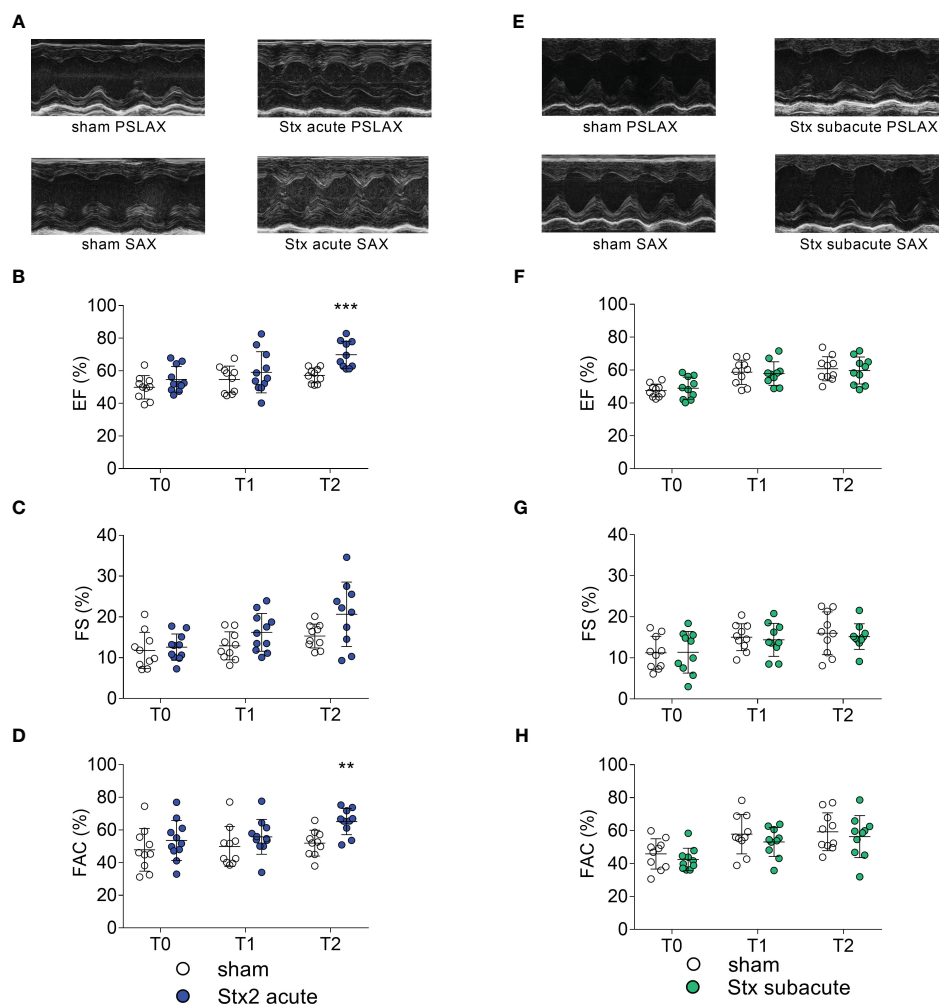 A
sham PSLAX
Stx acute PSLAX
sham SAX
Stx acute SAX
B
EF (%)
100
80
60
40
20
0
***
T0 T1 T2
C
FS (%)
40
30
20
10
0
T0 T1 T2
D
FAC (%)
100
80
60
40
20
0
**
T0 T1 T2
sham
Stx2 acute
E
sham PSLAX
Stx subacute PSLAX
sham SAX
Stx subacute SAX
F
EF (%)
100
80
60
40
20
0
T0 T1 T2
G
FS (%)
40
30
20
10
0
T0 T1 T2
H
FAC (%)
100
80
60
40
20
0
T0 T1 T2
sham
Stx subacute